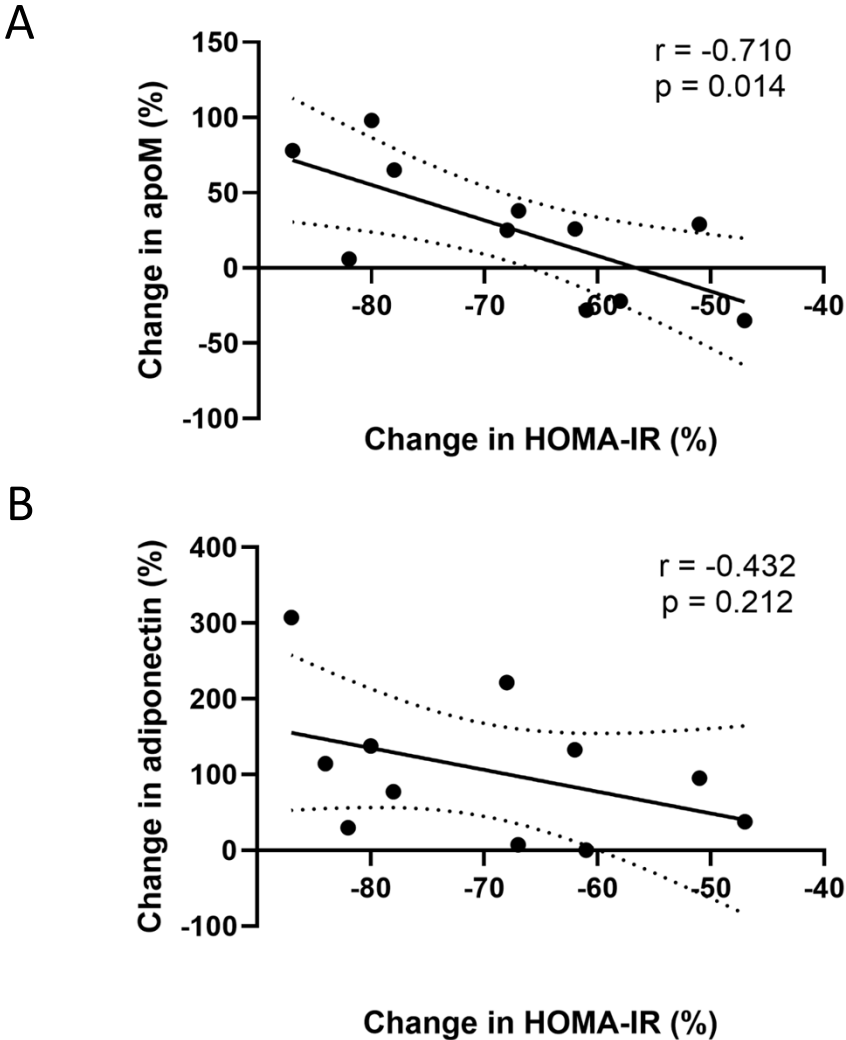 A
150
100
50
0
-50
-100
Change in apoM (%)
r = -0.710
p = 0.014
-80
-70
-60
-50
-40
Change in HOMA-IR (%)
B
400
300
200
100
0
-100
Change in adiponectin (%)
r = -0.432
p = 0.212
-80
-70
-60
-50
-40
Change in HOMA-IR (%)